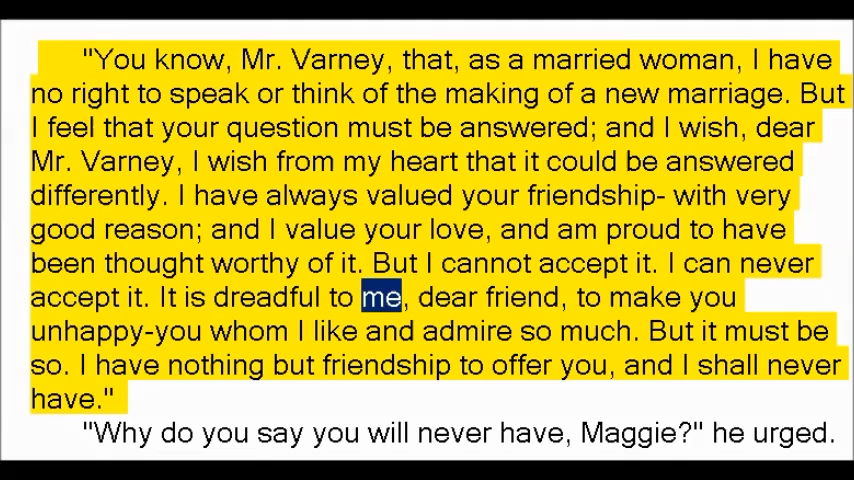 "You know, Mr. Varney, that, as a married woman, I have
no right to speak or think of the making of a new marriage. But
I feel that your question must be answered; and I wish, dear
Mr. Varney, I wish from my heart that it could be answered
differently. I have always valued your friendship- with very
good reason; and I value your love, and am proud to have
been thought worthy of it. But I cannot accept it. I can never
accept it. It is dreadful to me, dear friend, to make you
unhappy-you whom I like and admire so much. But it must be
so. I have nothing but friendship to offer you, and I shall never
have."
"Why do you say you will never have, Maggie?" he urged.